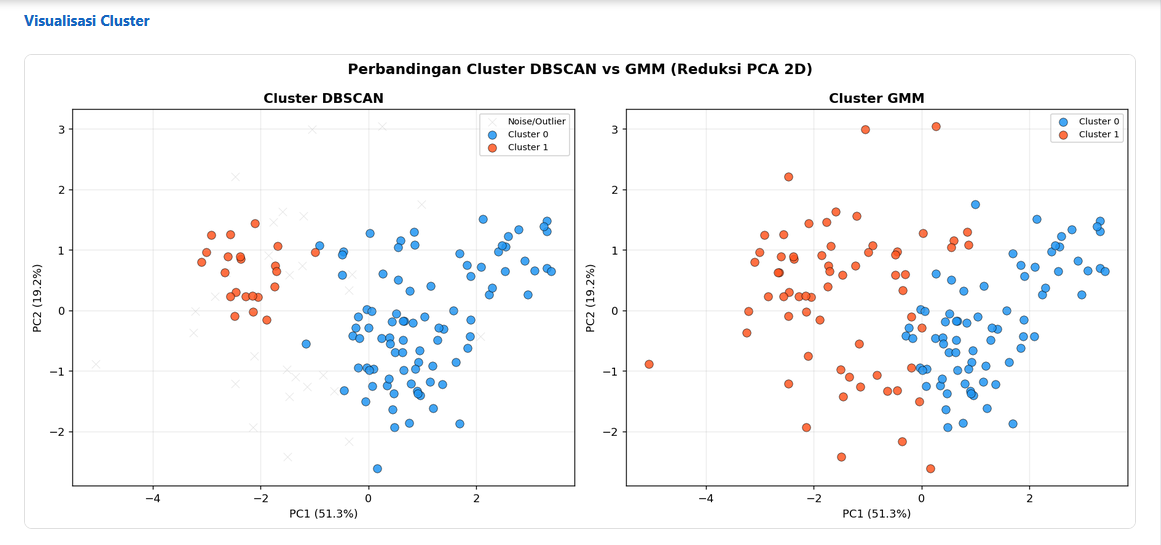 Visualisasi Cluster
Perbandingan Cluster DBSCAN vs GMM (Reduksi PCA 2D)
Cluster DBSCAN
Noise/Outlier
Cluster 0
Cluster 1
3
2
1
0
−1
−2
PC2 (19.2%)
−4
−2
0
2
PC1 (51.3%)
Cluster GMM
Cluster 0
Cluster 1
3
2
1
0
−1
−2
PC2 (19.2%)
−4
−2
0
2
PC1 (51.3%)